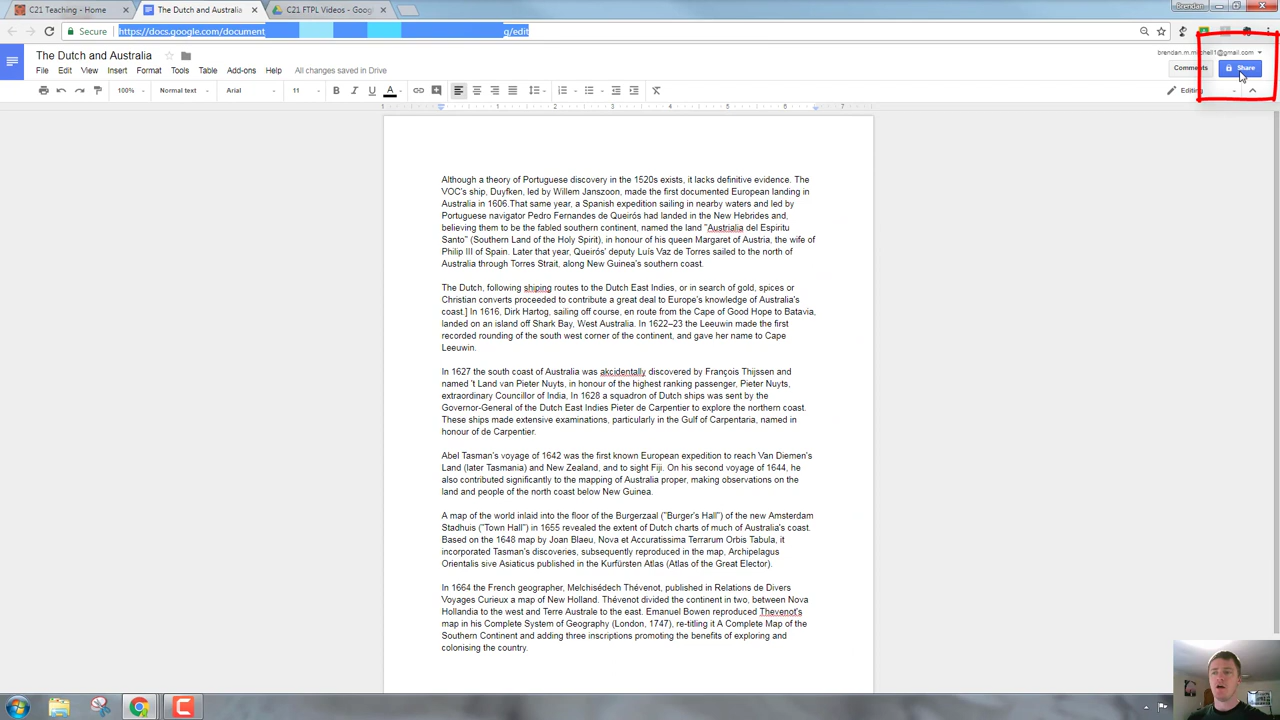 C21 Teaching - Home
The Dutch and Australia
C21 FTPL Videos - Goog
Brendan
Secure
https://docs.google.com/document
g/edit
The Dutch and Australia
File Edit View Insert Format Tools Table Add-ons Help All changes saved in Drive
Comments
Share
100% Normal text Arial 11 B I U A
Editing
1 2 3 4 5 6 7
Although a theory of Portuguese discovery in the 1520s exists, it lacks definitive evidence. The
VOC's ship, Duyfken, led by Willem Janszoon, made the first documented European landing in
Australia in 1606.That same year, a Spanish expedition sailing in nearby waters and led by
Portuguese navigator Pedro Fernandes de Queirós had landed in the New Hebrides and,
believing them to be the fabled southern continent, named the land "Austrialia del Espiritu
Santo" (Southern Land of the Holy Spirit), in honour of his queen Margaret of Austria, the wife of
Philip III of Spain. Later that year, Queirós' deputy Luís Vaz de Torres sailed to the north of
Australia through Torres Strait, along New Guinea's southern coast.
The Dutch, following shiping routes to the Dutch East Indies, or in search of gold, spices or
Christian converts proceeded to contribute a great deal to Europe's knowledge of Australia's
coast.] In 1616, Dirk Hartog, sailing off course, en route from the Cape of Good Hope to Batavia,
landed on an island off Shark Bay, West Australia. In 1622–23 the Leeuwin made the first
recorded rounding of the south west corner of the continent, and gave her name to Cape
Leeuwin.
In 1627 the south coast of Australia was akcidentally discovered by François Thijssen and
named 't Land van Pieter Nuyts, in honour of the highest ranking passenger, Pieter Nuyts,
extraordinary Councillor of India, In 1628 a squadron of Dutch ships was sent by the
Governor-General of the Dutch East Indies Pieter de Carpentier to explore the northern coast.
These ships made extensive examinations, particularly in the Gulf of Carpentaria, named in
honour of de Carpentier.
Abel Tasman's voyage of 1642 was the first known European expedition to reach Van Diemen's
Land (later Tasmania) and New Zealand, and to sight Fiji. On his second voyage of 1644, he
also contributed significantly to the mapping of Australia proper, making observations on the
land and people of the north coast below New Guinea.
A map of the world inlaid into the floor of the Burgerzaal ("Burger's Hall") of the new Amsterdam
Stadhuis ("Town Hall") in 1655 revealed the extent of Dutch charts of much of Australia's coast.
Based on the 1648 map by Joan Blaeu, Nova et Accuratissima Terrarum Orbis Tabula, it
incorporated Tasman's discoveries, subsequently reproduced in the map, Archipelagus
Orientalis sive Asiaticus published in the Kurfürsten Atlas (Atlas of the Great Elector).
In 1664 the French geographer, Melchisédech Thévenot, published in Relations de Divers
Voyages Curieux a map of New Holland. Thévenot divided the continent in two, between Nova
Hollandia to the west and Terre Australe to the east. Emanuel Bowen reproduced Thevenot's
map in his Complete System of Geography (London, 1747), re-titling it A Complete Map of the
Southern Continent and adding three inscriptions promoting the benefits of exploring and
colonising the country.